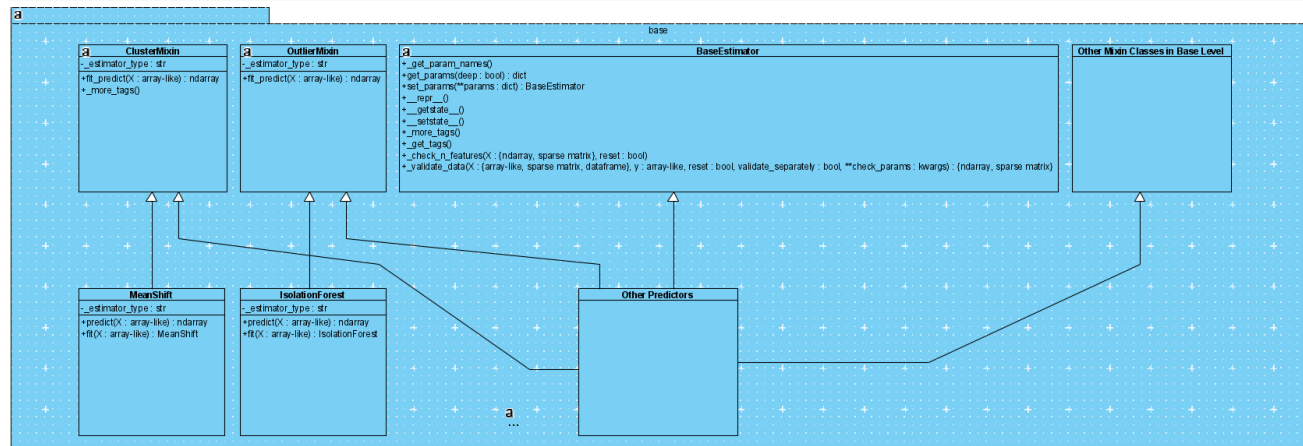 a
base
a
ClusterMixin
-_estimator_type : str
+fit_predict(X : array-like) : ndarray
+_more_tags()
a
OutlierMixin
-_estimator_type : str
+fit_predict(X : array-like) : ndarray
a
BaseEstimator
+_get_param_names()
+get_params(deep : bool) : dict
+set_params(**params : dict) : BaseEstimator
+__repr__()
+__getstate__()
+__setstate__()
+_more_tags()
+_get_tags()
+_check_n_features(X : {ndarray, sparse matrix}, reset : bool)
+_validate_data(X : {array-like, sparse matrix, dataframe}, y : array-like, reset : bool, validate_separately : bool, **check_params : kwargs) : {ndarray, sparse matrix}
Other Mixin Classes in Base Level
MeanShift
-_estimator_type : str
+predict(X : array-like) : ndarray
+fit(X : array-like) : MeanShift
IsolationForest
-_estimator_type : str
+predict(X : array-like) : ndarray
+fit(X : array-like) : IsolationForest
Other Predictors
a
...